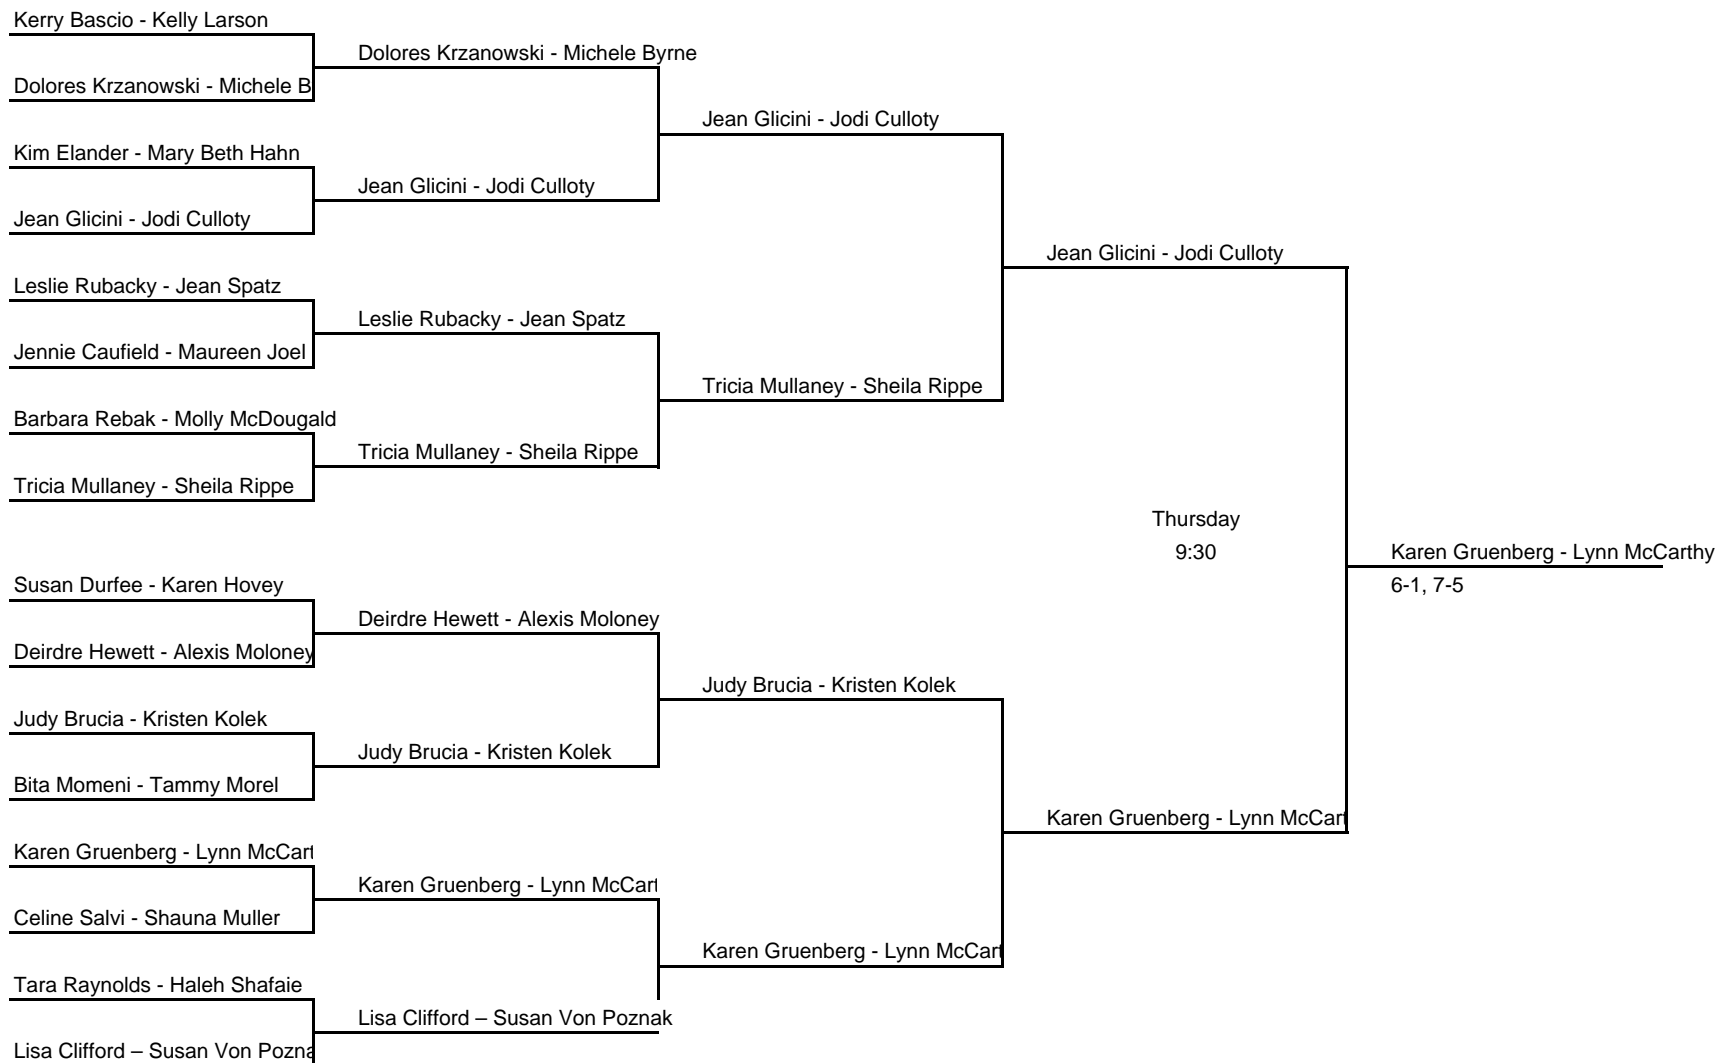 Kerry Bascio - Kelly Larson
Dolores Krzanowski - Michele Byrne
Dolores Krzanowski - Michele B
Jean Glicini - Jodi Culloty
Kim Elander - Mary Beth Hahn
Jean Glicini - Jodi Culloty
Jean Glicini - Jodi Culloty
Jean Glicini - Jodi Culloty
Leslie Rubacky - Jean Spatz
Leslie Rubacky - Jean Spatz
Jennie Caufield - Maureen Joel
Tricia Mullaney - Sheila Rippe
Barbara Rebak - Molly McDougald
Tricia Mullaney - Sheila Rippe
Tricia Mullaney - Sheila Rippe
Thursday
9:30
Karen Gruenberg - Lynn McCarthy
6-1, 7-5
Susan Durfee - Karen Hovey
Deirdre Hewett - Alexis Moloney
Deirdre Hewett - Alexis Moloney
Judy Brucia - Kristen Kolek
Judy Brucia - Kristen Kolek
Judy Brucia - Kristen Kolek
Bita Momeni - Tammy Morel
Karen Gruenberg - Lynn McCart
Karen Gruenberg - Lynn McCart
Karen Gruenberg - Lynn McCart
Celine Salvi - Shauna Muller
Karen Gruenberg - Lynn McCart
Tara Raynolds - Haleh Shafaie
Lisa Clifford – Susan Von Poznak
Lisa Clifford – Susan Von Pozna